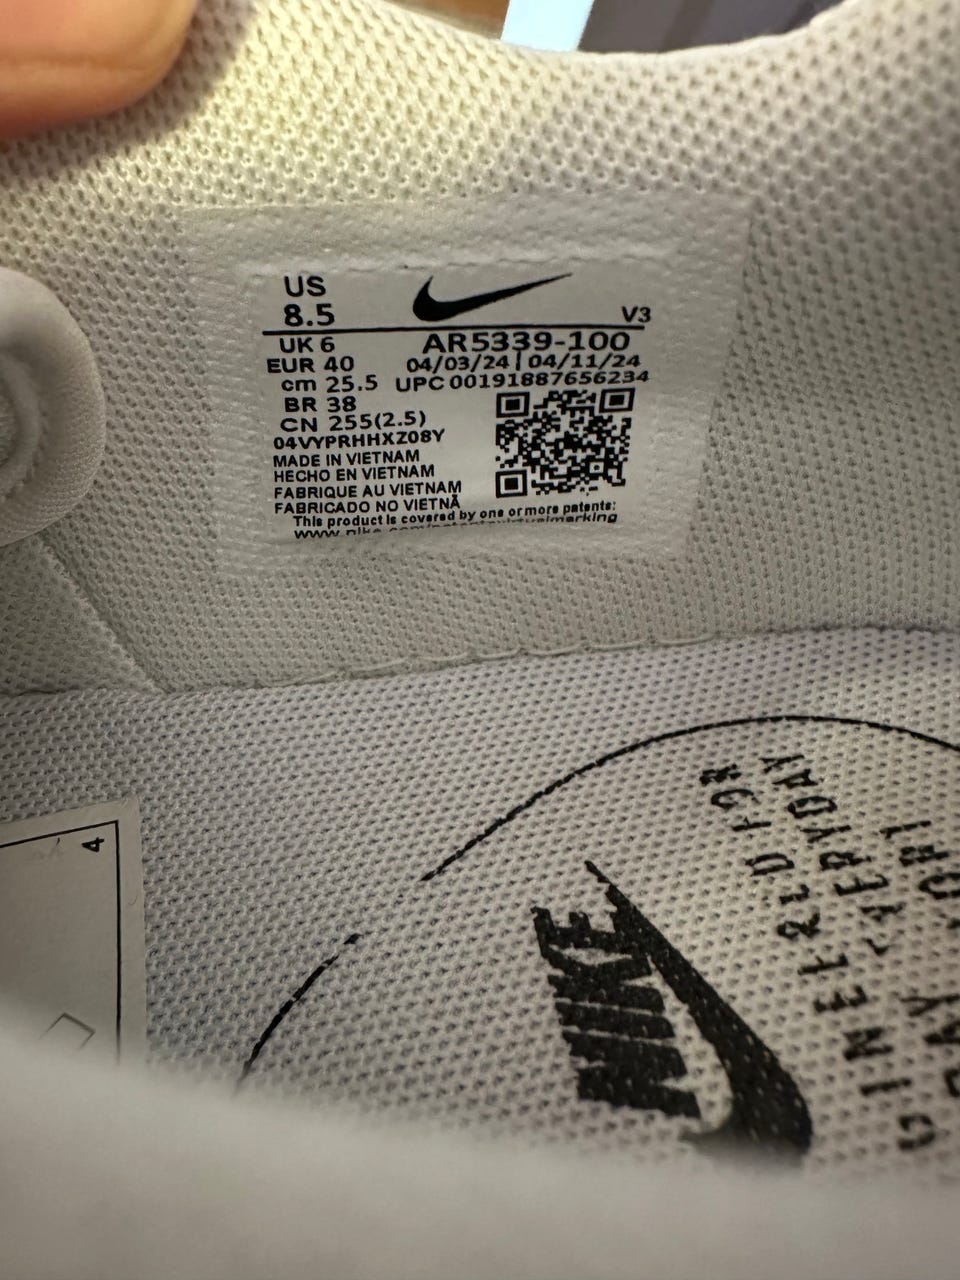 US
8.5
V3
UK 6
AR5339-100
EUR 40
04/03/24 | 04/11/24
cm 25.5
UPC 00191887656234
BR 38
CN 255(2.5)
04VYPRHHXZ08Y
MADE IN VIETNAM
HECHO EN VIETNAM
FABRIQUE AU VIETNAM
FABRICADO NO VIETNÃ
This product is covered by one or more patents:
4
NIKE